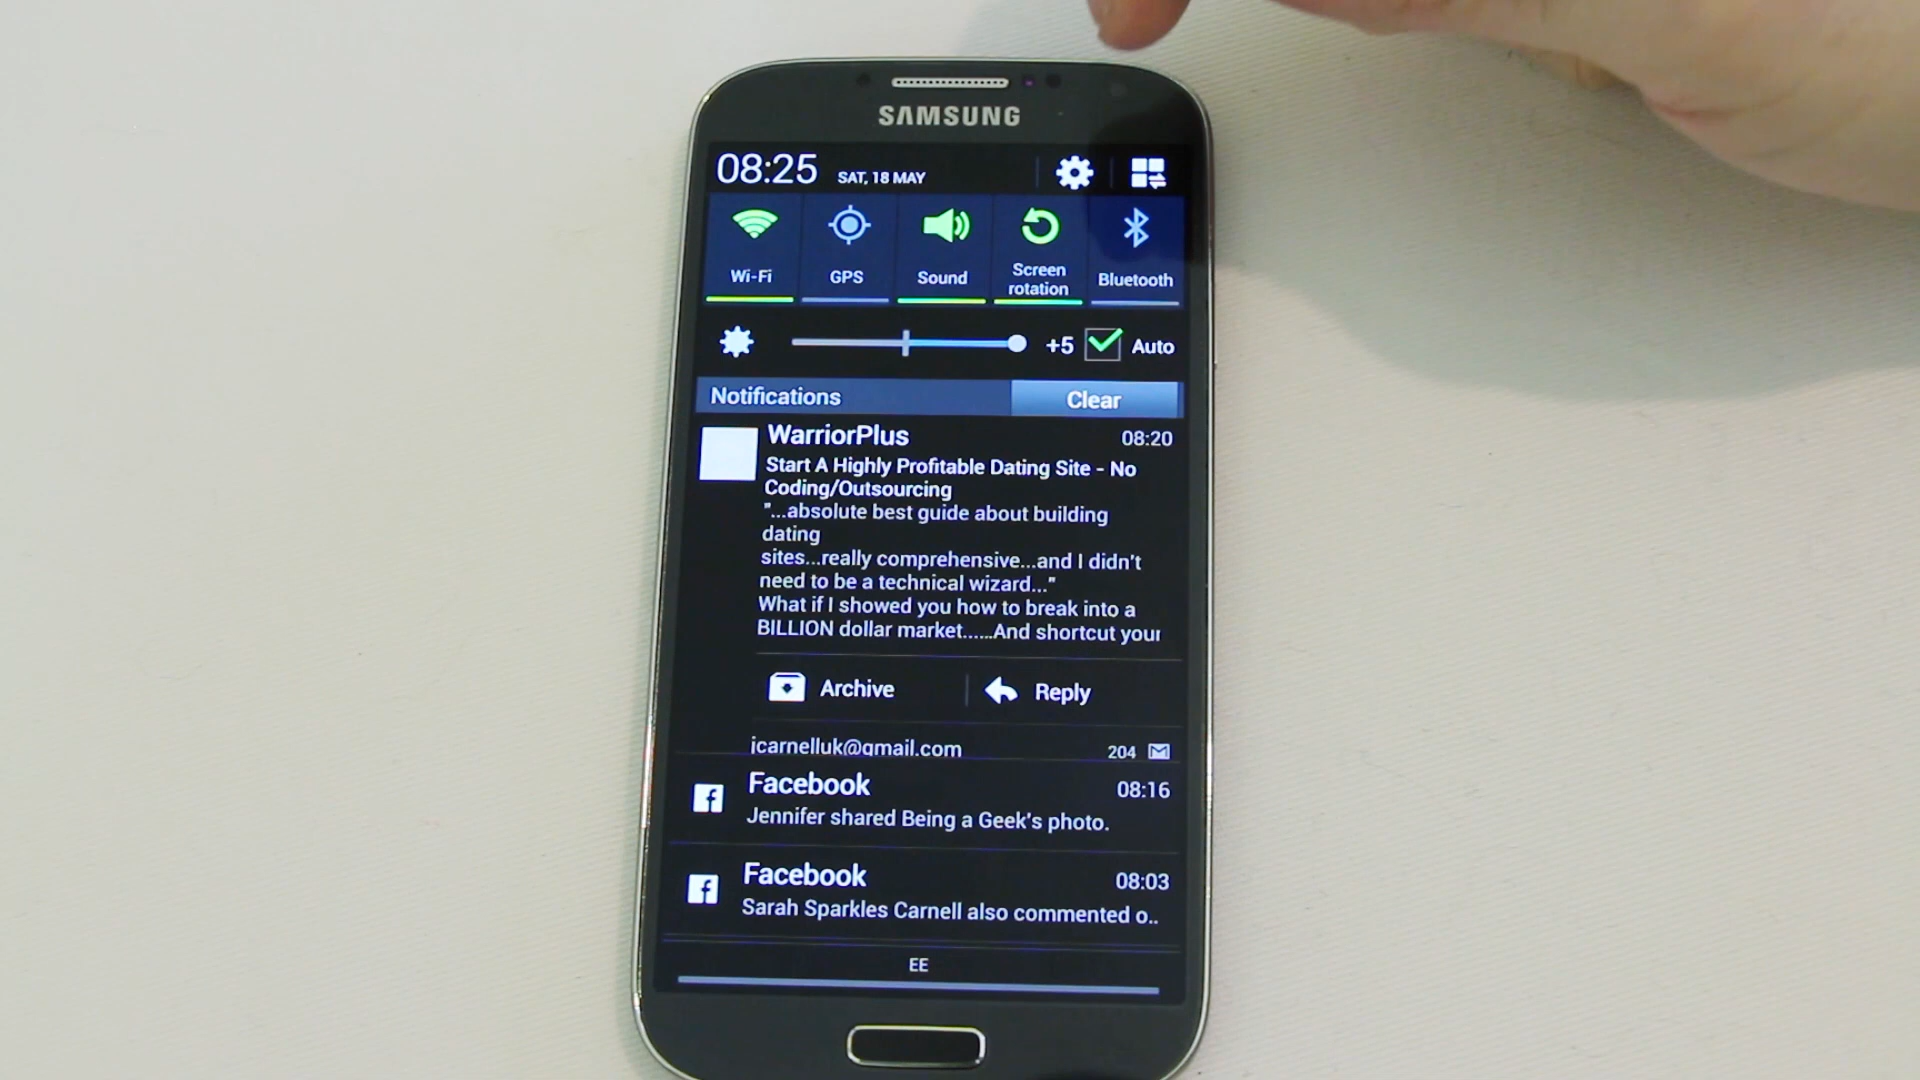 SAMSUNG
08:25 SAT, 18 MAY
Wi-Fi GPS Sound Screen rotation Bluetooth
+5 Auto
Notifications Clear
WarriorPlus 08:20
Start A Highly Profitable Dating Site - No
Coding/Outsourcing
"...absolute best guide about building
dating
sites...really comprehensive...and I didn't
need to be a technical wizard..."
What if I showed you how to break into a
BILLION dollar market......And shortcut your
Archive Reply
icarnelluk@gmail.com 204
Facebook 08:16
Jennifer shared Being a Geek's photo.
Facebook 08:03
Sarah Sparkles Carnell also commented o..
EE